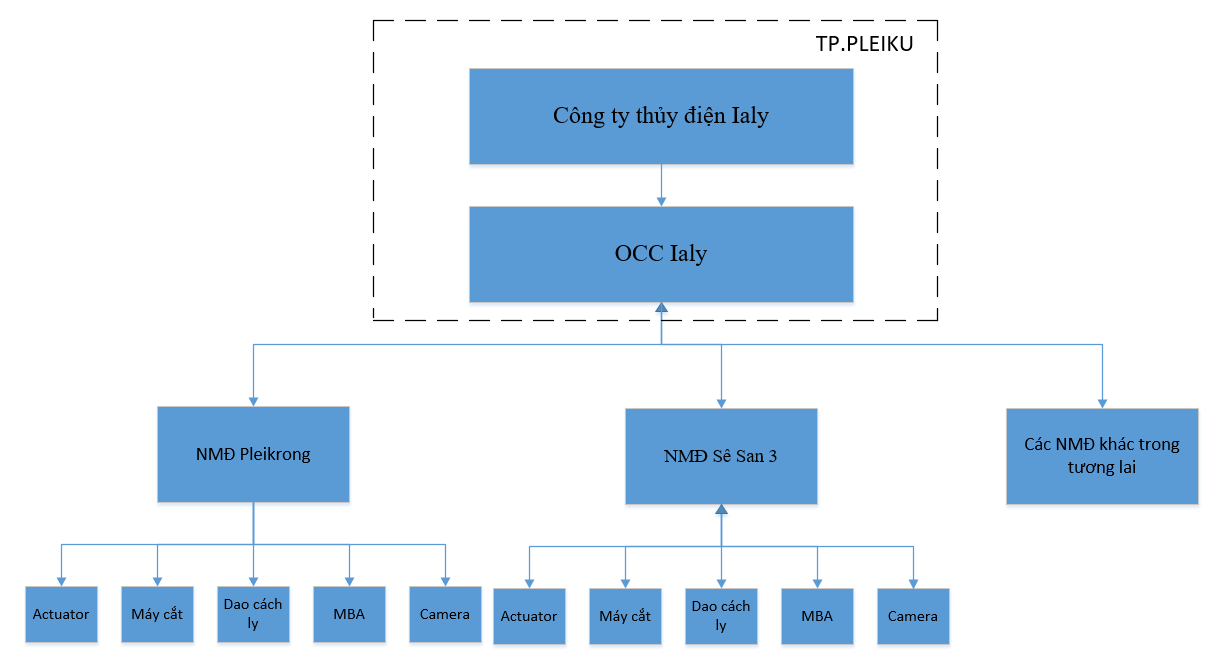 TP.PLEIKU
Công ty thủy điện Ialy
OCC Ialy
NMĐ Pleikrong
NMĐ Sê San 3
Các NMĐ khác trong
tương lai
Actuator
Máy cắt
Dao cách
ly
MBA
Camera
Actuator
Máy cắt
Dao cách
ly
MBA
Camera